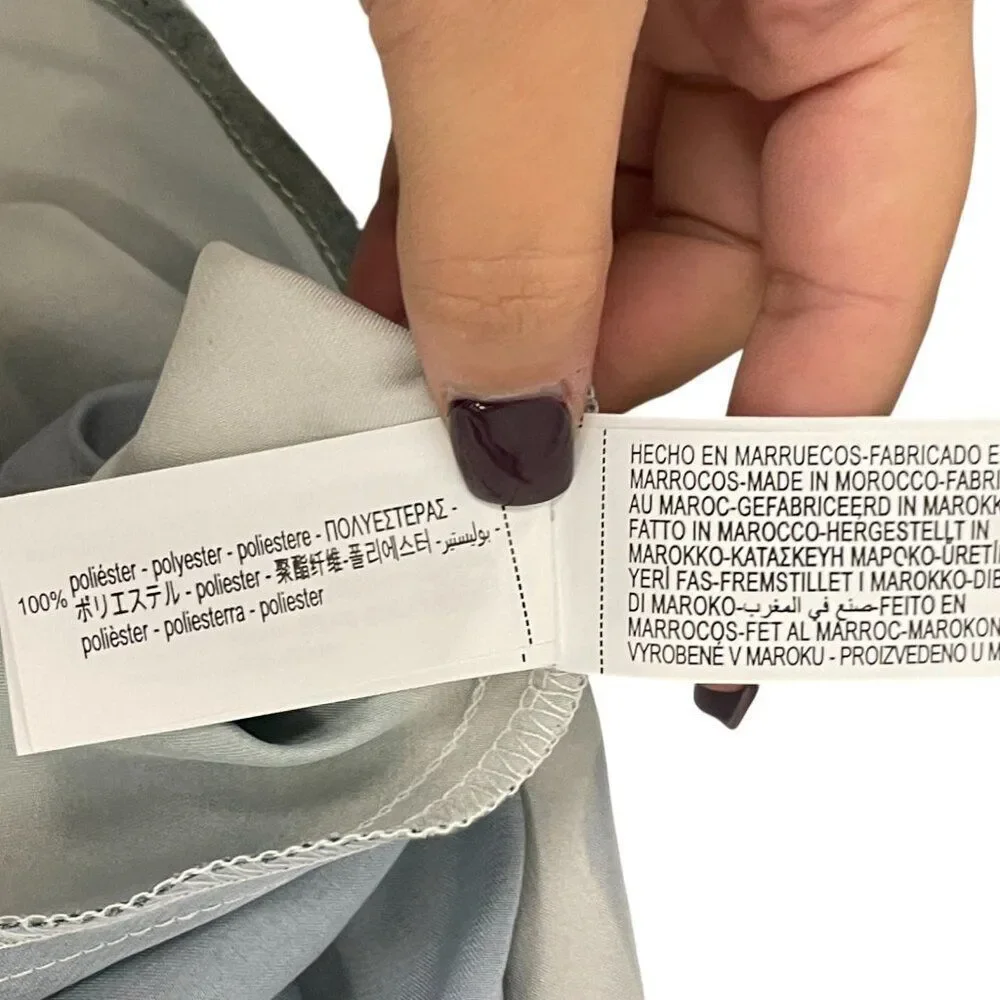 100% poliéster - polyester - poliestere - ΠΟΛΥΕΣΤΕΡΑΣ -
ポリエステル - poliester - 聚酯纤维-폴리에스터 - بوليستير -
polièster - poliesterra - poliester
HECHO EN MARRUECOS-FABRICADO E
MARROCOS-MADE IN MOROCCO-FABRI
AU MAROC-GEFABRICEERD IN MAROKK
FATTO IN MAROCCO-HERGESTELLT IN
MAROKKO-ΚΑΤΑΣΚΕΥΗ ΜΑΡΟΚΟ-ÜRETİ
YERİ FAS-FREMSTILLET I MAROKKO-DIE
DI MAROKO-صنع في المغرب-FEITO EN
MARROCOS-FET AL MARROC-MAROKON
VYROBENÉ V MAROKU - PROIZVEDENO U M